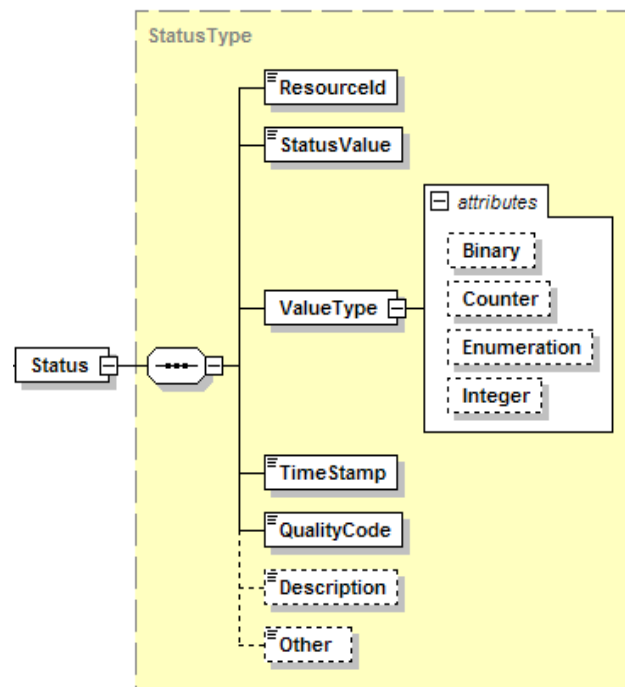 StatusType
ResourceId
StatusValue
attributes
Binary
Counter
ValueType
Enumeration
Status
Integer
TimeStamp
QualityCode
Description
Other